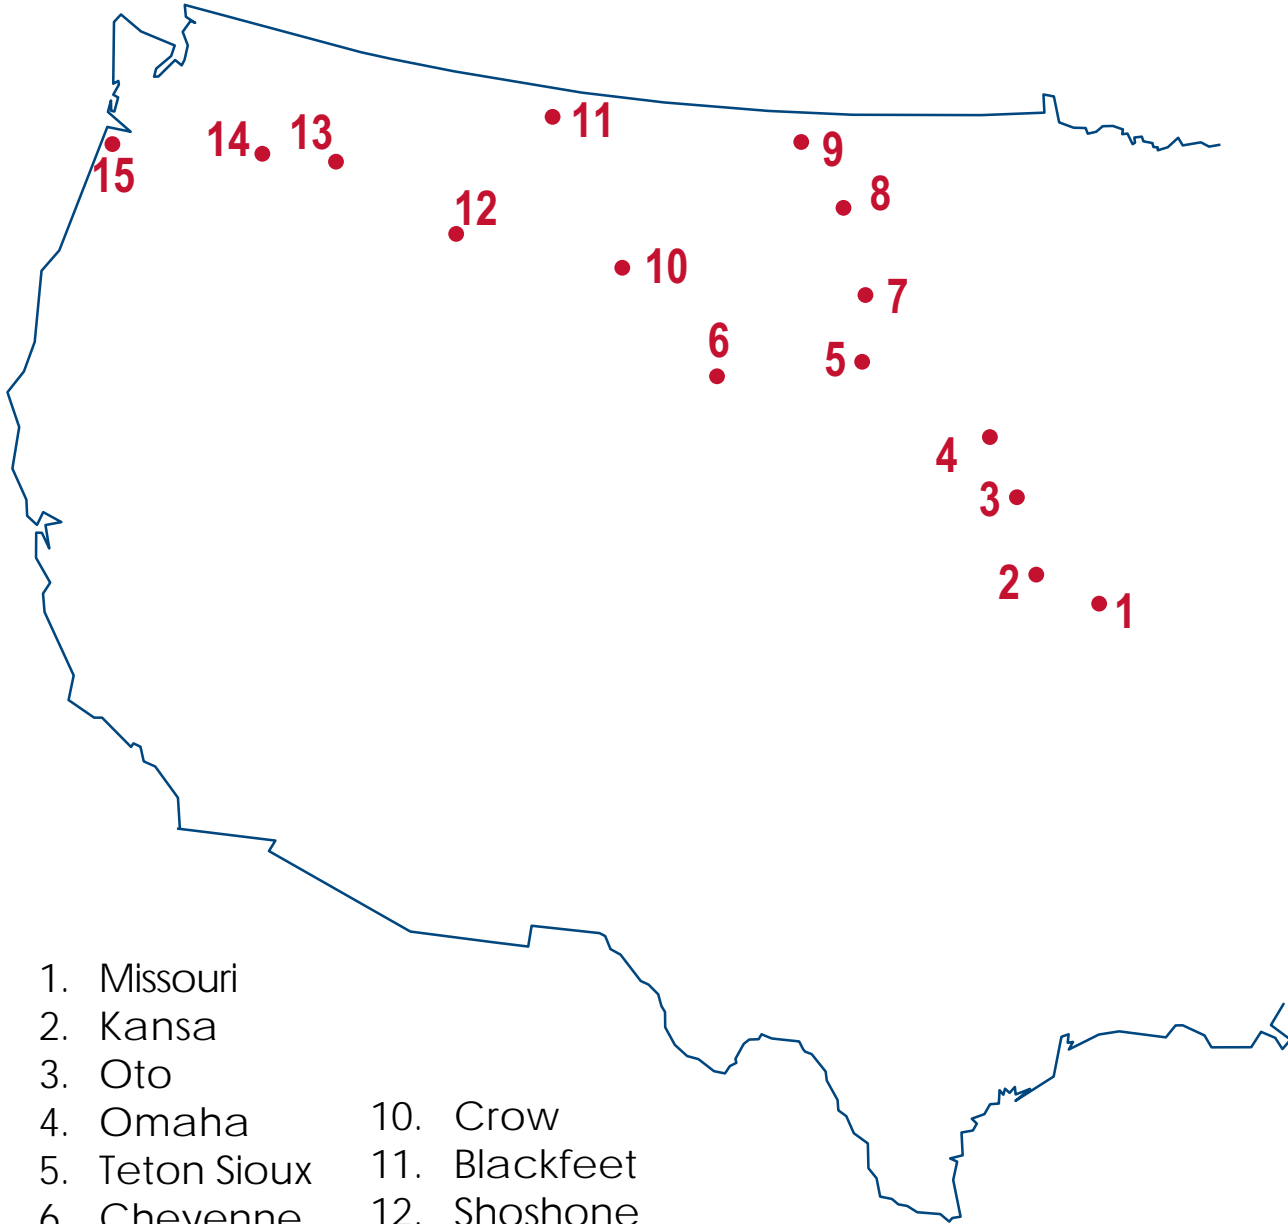 11
14 13
9
15
8
12
10
7
6
5
4
3
2
1
1. Missouri
2. Kansa
3. Oto
4. Omaha
5. Teton Sioux
6. Cheyenne
10. Crow
11. Blackfeet
12. Shoshone